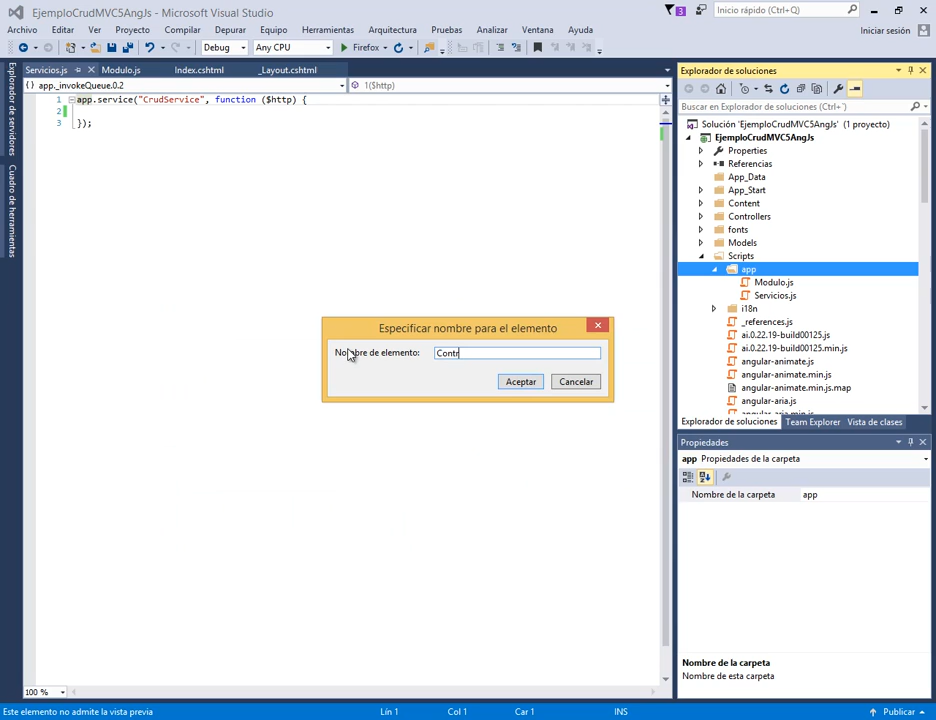 EjemploCrudMVC5AngJs - Microsoft Visual Studio
3
Inicio rápido (Ctrl+Q)
Archivo Editar Ver Proyecto Compilar Depurar Equipo Herramientas Arquitectura Pruebas Analizar Ventana Ayuda
Iniciar sesión
Debug Any CPU Firefox
Servicios.js Modulo.js Index.cshtml _Layout.cshtml
app._invokeQueue.0.2
1($http)
1 app.service("CrudService", function ($http) {
2
3 });
Explorador de servidores
Cuadro de herramientas
Especificar nombre para el elemento
Nombre de elemento: Contr
Aceptar Cancelar
Explorador de soluciones
Buscar en Explorador de soluciones (Ctrl+´)
Solución 'EjemploCrudMVC5AngJs' (1 proyecto)
EjemploCrudMVC5AngJs
Properties
Referencias
App_Data
App_Start
Content
Controllers
fonts
Models
Scripts
app
Modulo.js
Servicios.js
i18n
_references.js
ai.0.22.19-build00125.js
ai.0.22.19-build00125.min.js
angular-animate.js
angular-animate.min.js
angular-animate.min.js.map
angular-aria.js
angular-aria.min.js
Explorador de soluciones Team Explorer Vista de clases
Propiedades
app Propiedades de la carpeta
Nombre de la carpeta app
Nombre de la carpeta
Nombre de esta carpeta
100 %
Este elemento no admite la vista previa
Lín 1 Col 1 Car 1 INS
Publicar